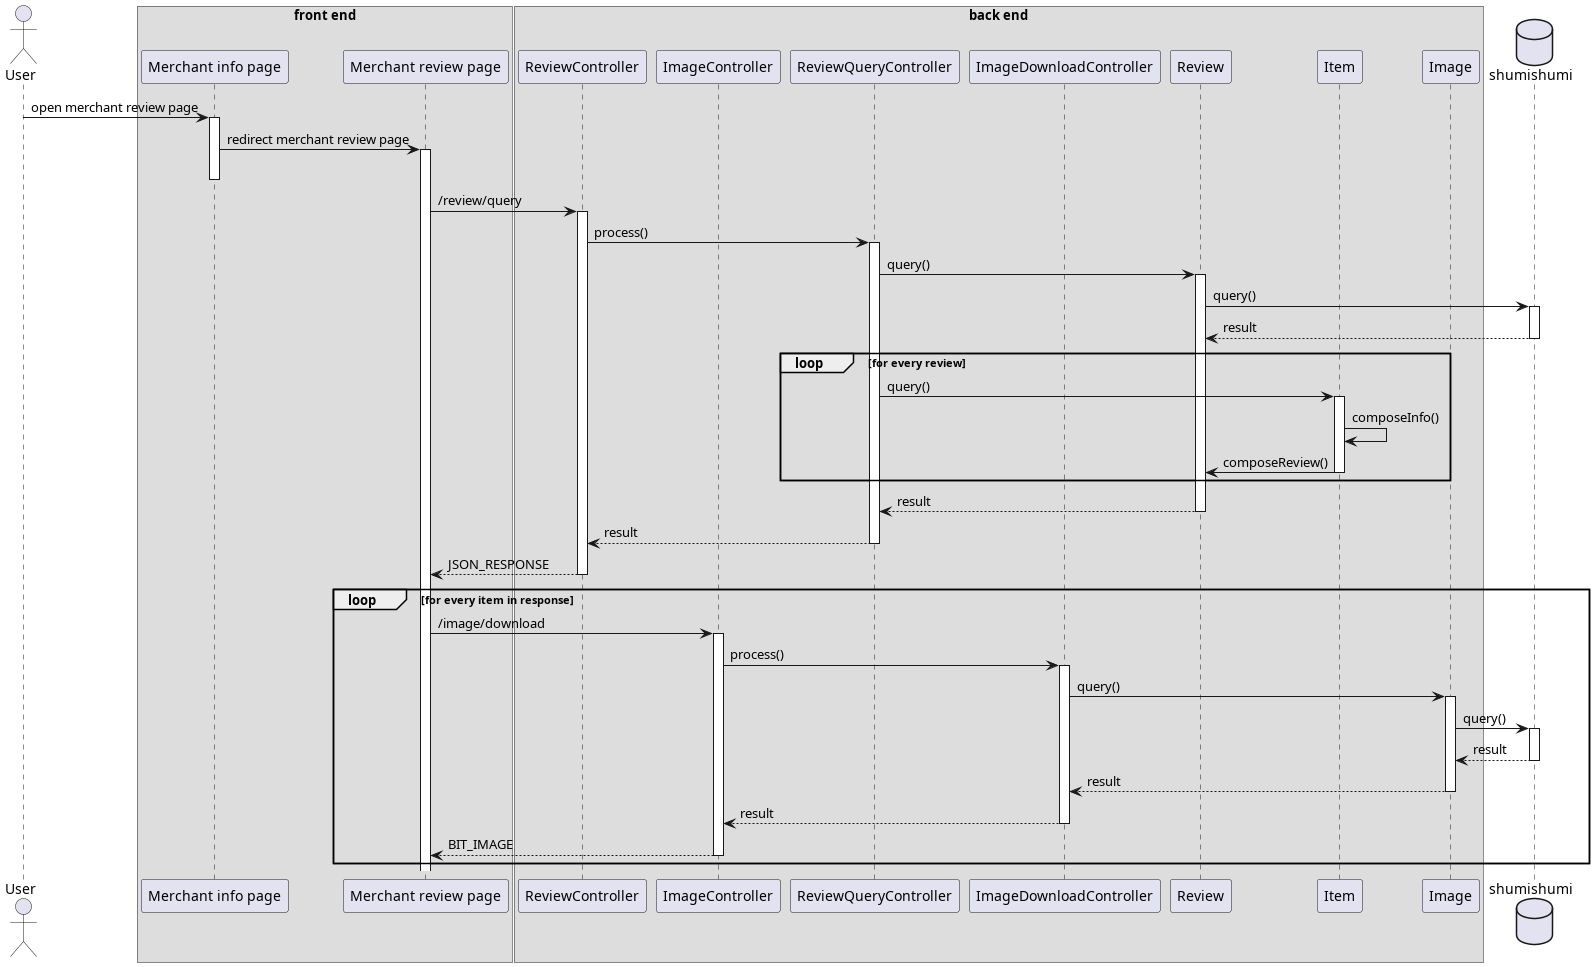 front end
back end
User
Merchant info page
Merchant review page
ReviewController
ImageController
ReviewQueryController
ImageDownloadController
Review
Item
Image
shumishumi
open merchant review page
redirect merchant review page
/review/query
process()
query()
query()
result
loop
[for every review]
query()
composeInfo()
composeReview()
result
result
JSON_RESPONSE
loop
[for every item in response]
/image/download
process()
query()
query()
result
result
result
BIT_IMAGE
User
Merchant info page
Merchant review page
ReviewController
ImageController
ReviewQueryController
ImageDownloadController
Review
Item
Image
shumishumi